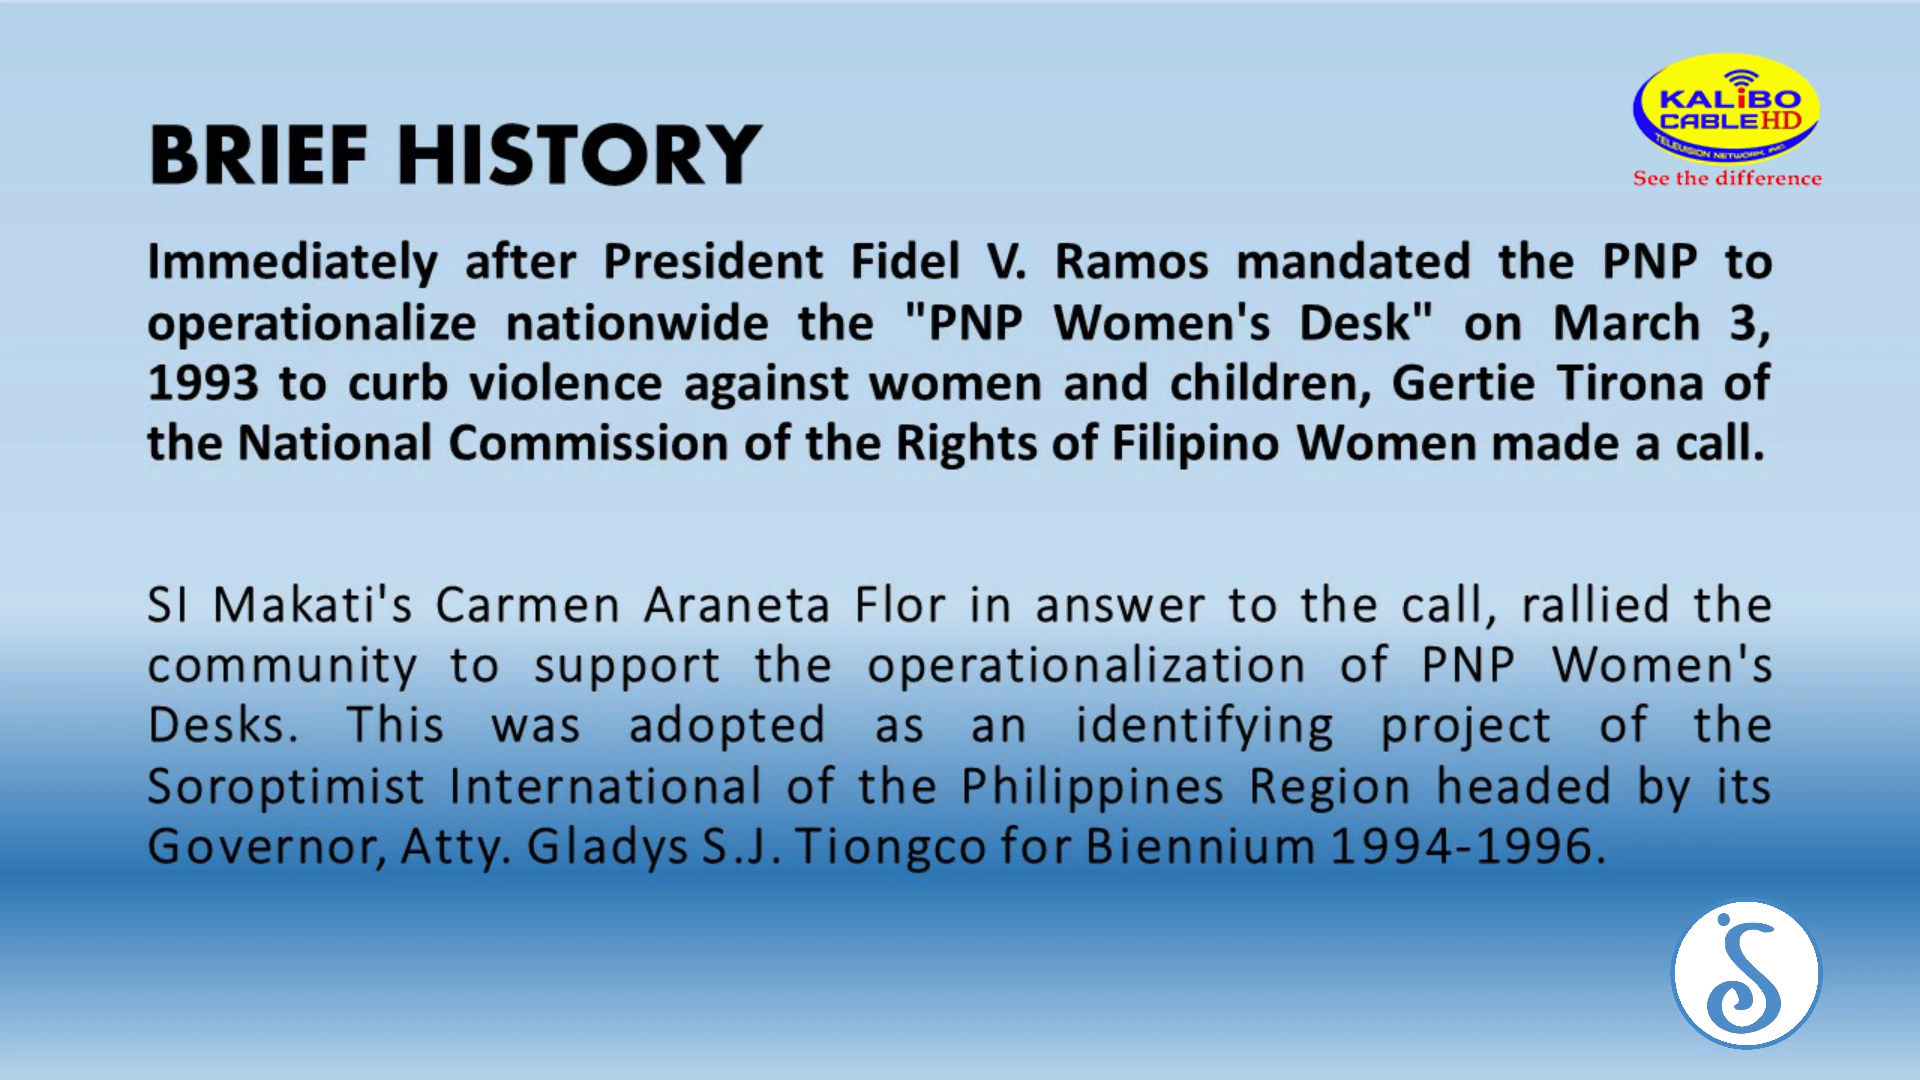 KALiBO
CABLEHD
TELEVISION NETWORK, INC.
See the difference
BRIEF HISTORY
Immediately after President Fidel V. Ramos mandated the PNP to
operationalize nationwide the "PNP Women's Desk" on March 3,
1993 to curb violence against women and children, Gertie Tirona of
the National Commission of the Rights of Filipino Women made a call.
SI Makati's Carmen Araneta Flor in answer to the call, rallied the
community to support the operationalization of PNP Women's
Desks. This was adopted as an identifying project of the
Soroptimist International of the Philippines Region headed by its
Governor, Atty. Gladys S.J. Tiongco for Biennium 1994-1996.
S